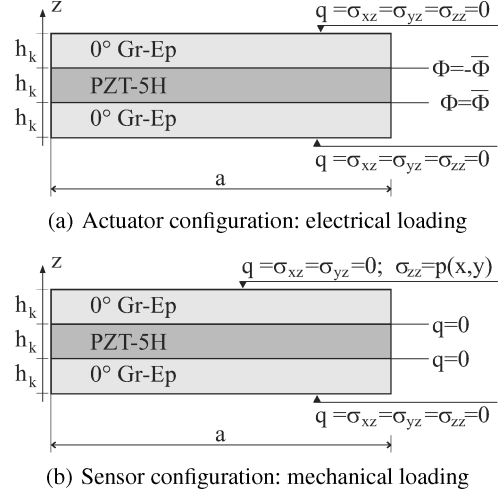 q =σxz=σyz=σzz=0
z
hk
0° Gr-Ep
Φ=-Φ̅
hk
PZT-5H
Φ=Φ̅
hk
0° Gr-Ep
q =σxz=σyz=σzz=0
a
(a) Actuator configuration: electrical loading
z
q =σxz=σyz=0; σzz=p(x,y)
hk
0° Gr-Ep
q=0
hk
PZT-5H
q=0
hk
0° Gr-Ep
q =σxz=σyz=σzz=0
a
(b) Sensor configuration: mechanical loading